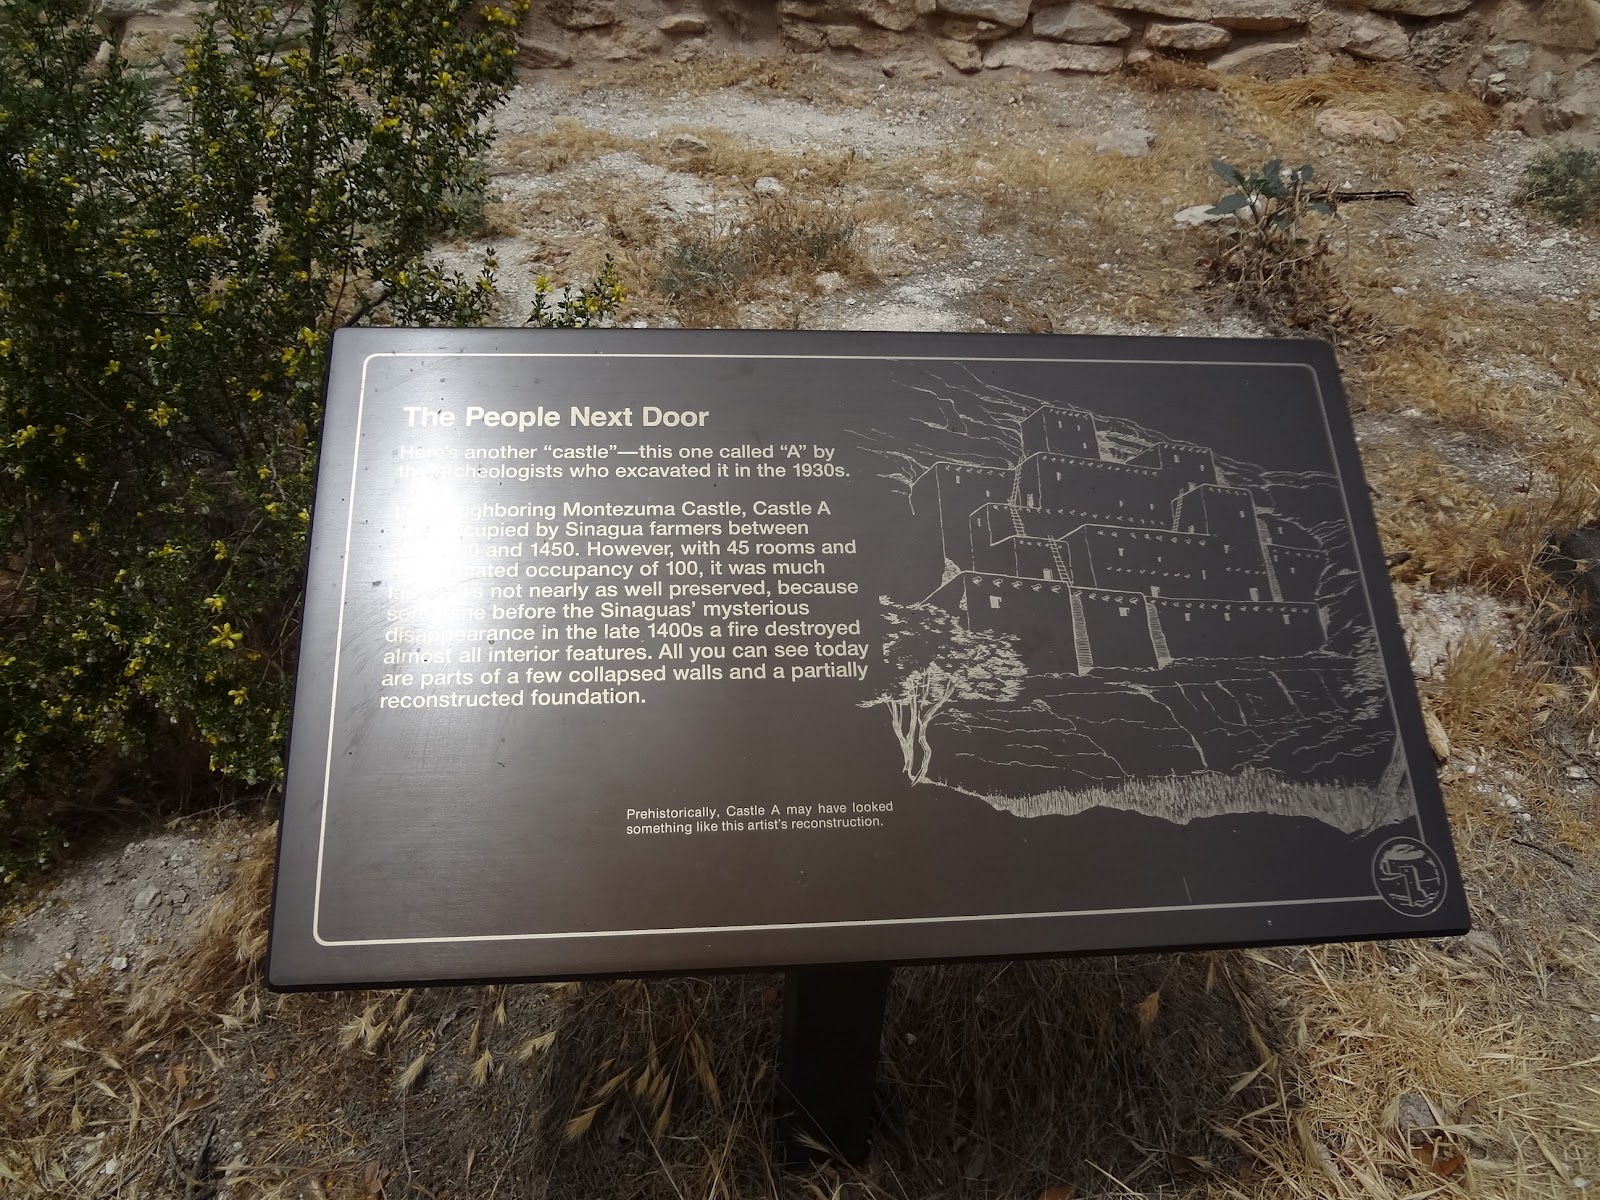 The People Next Door
Here's another "castle"—this one called "A" by
the archeologists who excavated it in the 1930s.
neighboring Montezuma Castle, Castle A
occupied by Sinagua farmers between
and 1450. However, with 45 rooms and
estimated occupancy of 100, it was much
not nearly as well preserved, because
sometime before the Sinaguas' mysterious
disappearance in the late 1400s a fire destroyed
almost all interior features. All you can see today
are parts of a few collapsed walls and a partially
reconstructed foundation.
Prehistorically, Castle A may have looked
something like this artist's reconstruction.